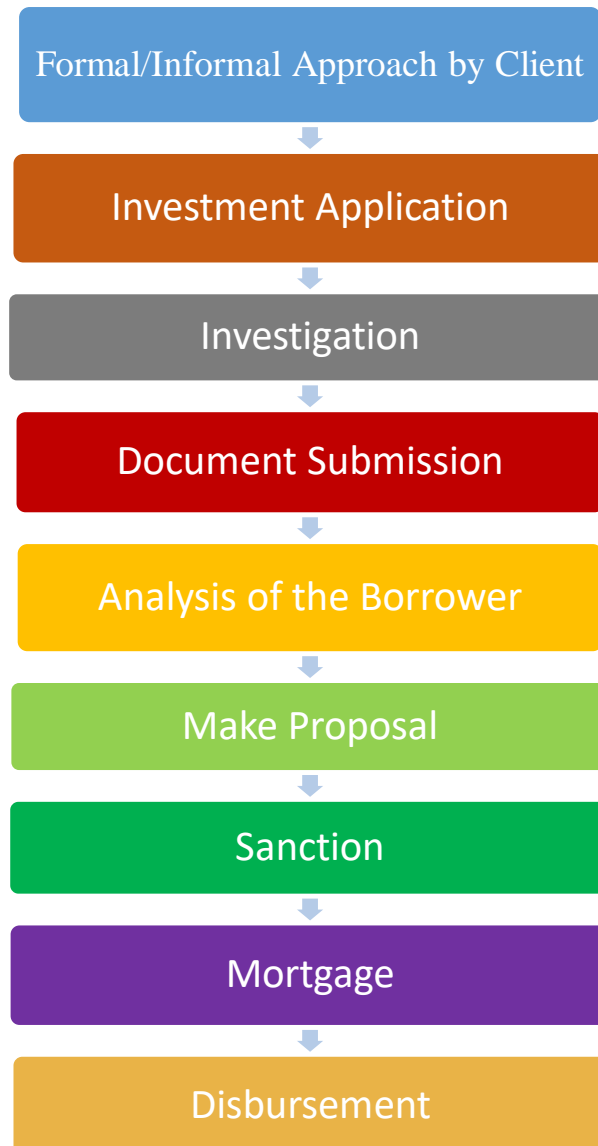 Formal/Informal Approach by Client
Investment Application
Investigation
Document Submission
Analysis of the Borrower
Make Proposal
Sanction
Mortgage
Disbursement